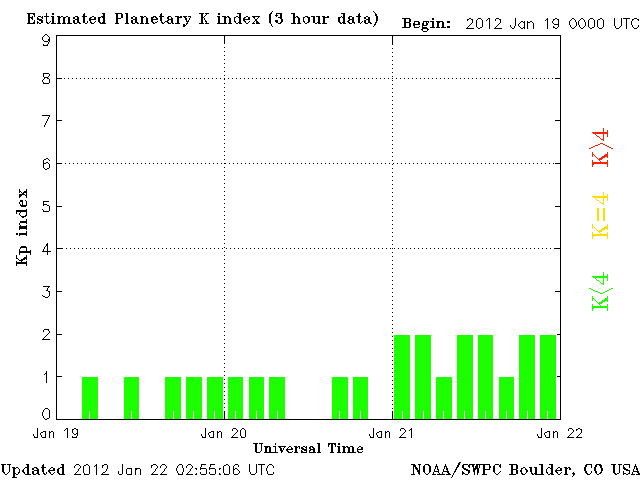 Estimated Planetary K index (3 hour data) Begin: 2012 Jan 19 0000 UTC
9
8
7
6
5
4
3
2
1
0
Kp index
K>4
K=4
K<4
Jan 19 Jan 20 Jan 21 Jan 22
Universal Time
Updated 2012 Jan 22 02:55:06 UTC NOAA/SWPC Boulder, CO USA